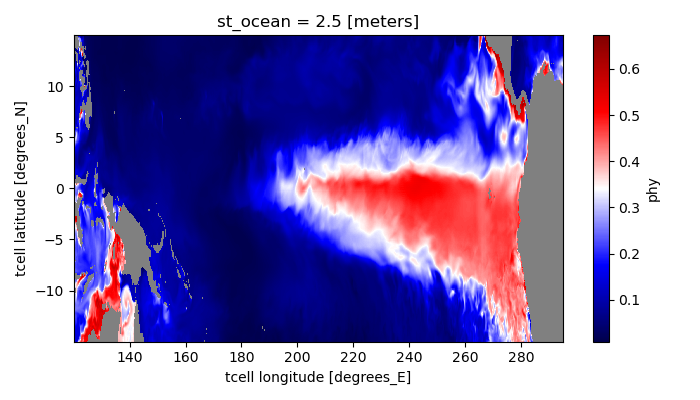 st_ocean = 2.5 [meters]
tcell latitude [degrees_N]
10
5
0
−5
−10
140 160 180 200 220 240 260 280
tcell longitude [degrees_E]
0.6
0.5
0.4
0.3
0.2
0.1
phy